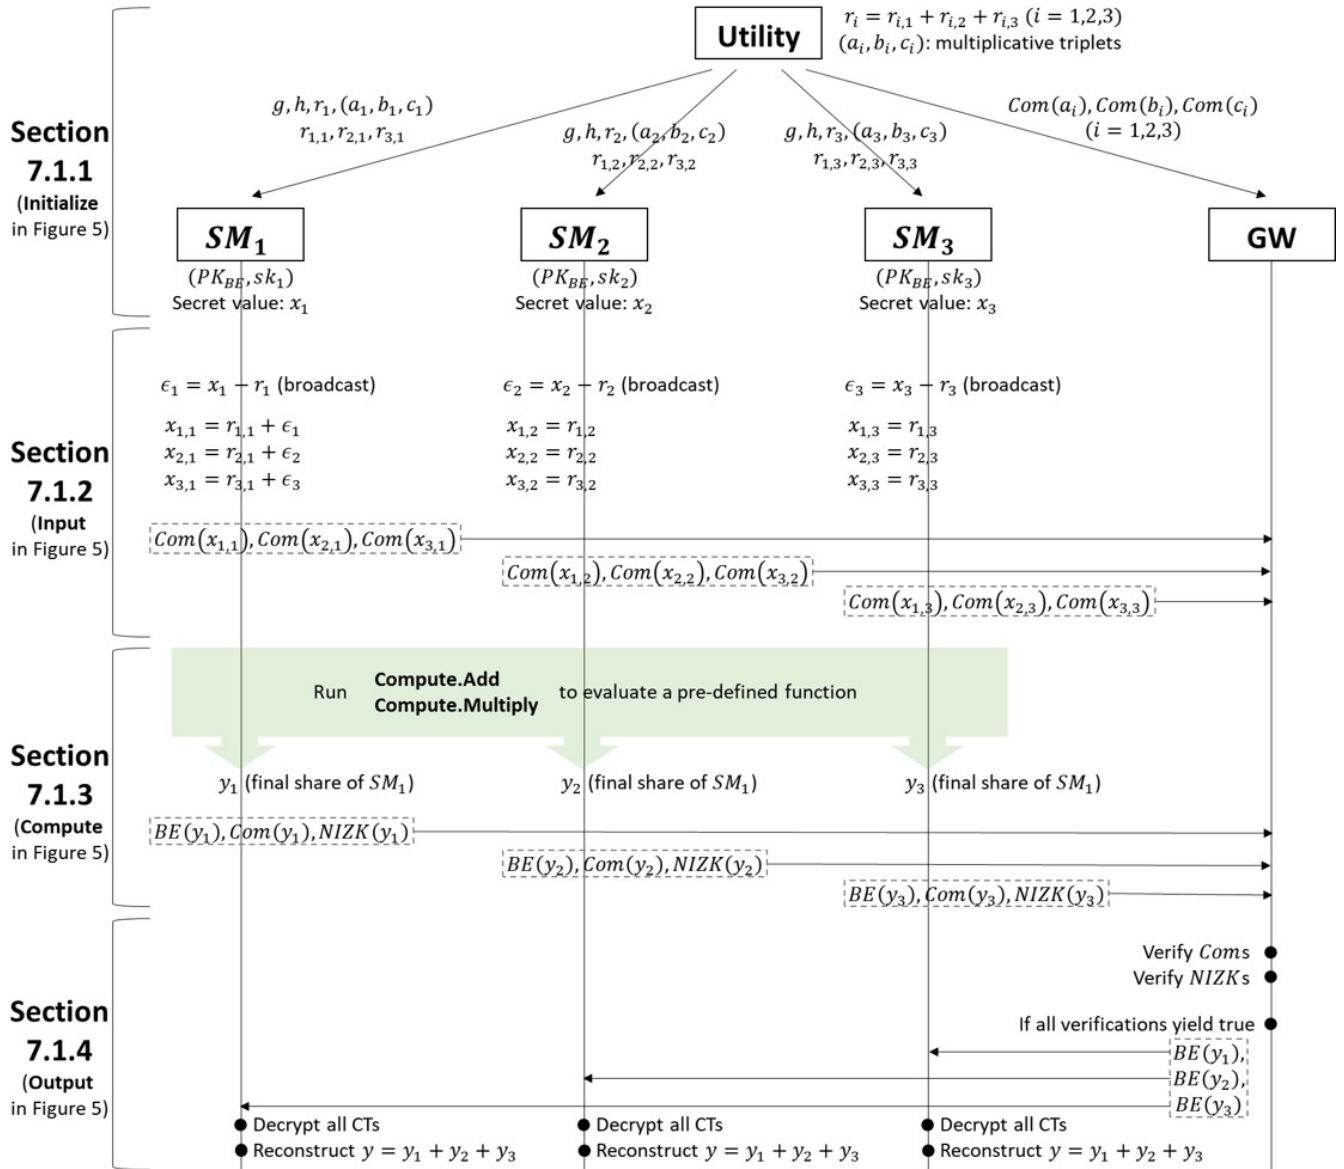 Utility
r_i = r_{i,1} + r_{i,2} + r_{i,3} (i = 1,2,3)
(a_i, b_i, c_i): multiplicative triplets
Section
7.1.1
(Initialize
in Figure 5)
g, h, r_1, (a_1, b_1, c_1)
r_{1,1}, r_{2,1}, r_{3,1}
g, h, r_2, (a_2, b_2, c_2)
r_{1,2}, r_{2,2}, r_{3,2}
g, h, r_3, (a_3, b_3, c_3)
r_{1,3}, r_{2,3}, r_{3,3}
Com(a_i), Com(b_i), Com(c_i)
(i = 1,2,3)
SM_1
(PK_{BE}, sk_1)
Secret value: x_1
SM_2
(PK_{BE}, sk_2)
Secret value: x_2
SM_3
(PK_{BE}, sk_3)
Secret value: x_3
GW
Section
7.1.2
(Input
in Figure 5)
ϵ_1 = x_1 − r_1 (broadcast)
x_{1,1} = r_{1,1} + ϵ_1
x_{2,1} = r_{2,1} + ϵ_2
x_{3,1} = r_{3,1} + ϵ_3
ϵ_2 = x_2 − r_2 (broadcast)
x_{1,2} = r_{1,2}
x_{2,2} = r_{2,2}
x_{3,2} = r_{3,2}
ϵ_3 = x_3 − r_3 (broadcast)
x_{1,3} = r_{1,3}
x_{2,3} = r_{2,3}
x_{3,3} = r_{3,3}
Com(x_{1,1}), Com(x_{2,1}), Com(x_{3,1})
Com(x_{1,2}), Com(x_{2,2}), Com(x_{3,2})
Com(x_{1,3}), Com(x_{2,3}), Com(x_{3,3})
Section
7.1.3
(Compute
in Figure 5)
Run
Compute.Add
Compute.Multiply
to evaluate a pre-defined function
y_1 (final share of SM_1)
y_2 (final share of SM_1)
y_3 (final share of SM_1)
BE(y_1), Com(y_1), NIZK(y_1)
BE(y_2), Com(y_2), NIZK(y_2)
BE(y_3), Com(y_3), NIZK(y_3)
Section
7.1.4
(Output
in Figure 5)
Verify Coms
Verify NIZKs
If all verifications yield true
BE(y_1),
BE(y_2),
BE(y_3)
Decrypt all CTs
Reconstruct y = y_1 + y_2 + y_3
Decrypt all CTs
Reconstruct y = y_1 + y_2 + y_3
Decrypt all CTs
Reconstruct y = y_1 + y_2 + y_3